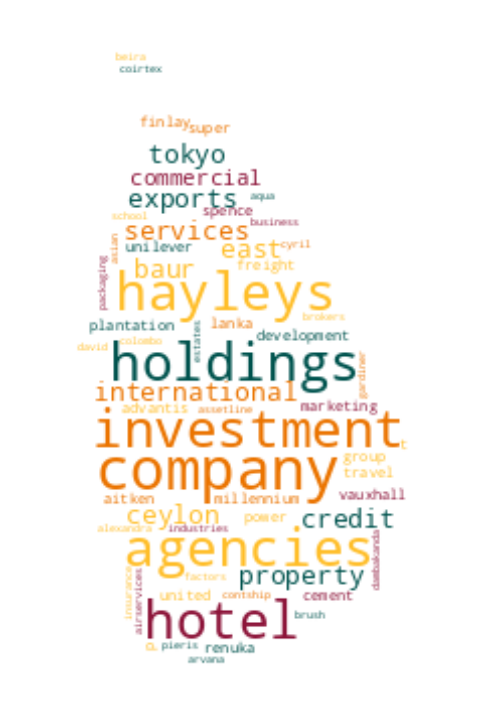 beira
coirtex
finlay
super
tokyo
commercial
exports
aqua
spence
school
business
services
asian
unilever
east
cyril
baur
freight
packaging
hayleys
brokers
plantation
lanka
estates
development
david
colombo
holdings
gardiner
international
advantis
assetline
marketing
investment
t
company
group
travel
aitken
millennium
vauxhall
ceylon
power
credit
alexandra
industries
agencies
dambakanda
factors
property
insurance
airservices
united
contship
cement
hotel
brush
pieris
renuka
arvana